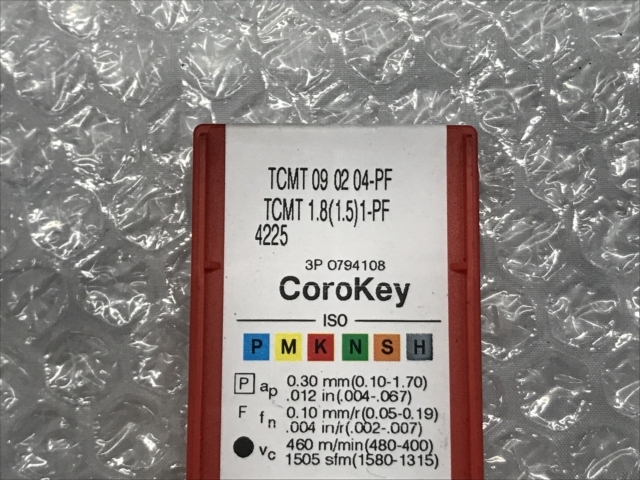 TCMT 09 02 04-PF
TCMT 1.8(1.5)1-PF
4225
3P 0794108
CoroKey
ISO
P M K N S H
P ap 0.30 mm(0.10-1.70)
.012 in(.004-.067)
F fn 0.10 mm/r(0.05-0.19)
.004 in/r(.002-.007)
vc 460 m/min(480-400)
1505 sfm(1580-1315)